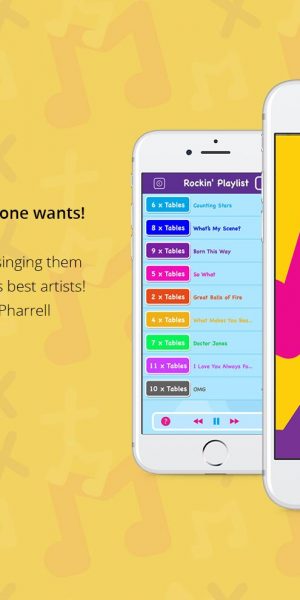 one wants!
singing them
s best artists!
Pharrell
Rockin' Playlist
6 x Tables Counting Stars
8 x Tables What's My Scene?
9 x Tables Born This Way
5 x Tables So What
2 x Tables Great Balls of Fire
4 x Tables What Makes You Bea...
7 x Tables Doctor Jones
11 x Tables I Love You Always Fo...
10 x Tables OMG
?